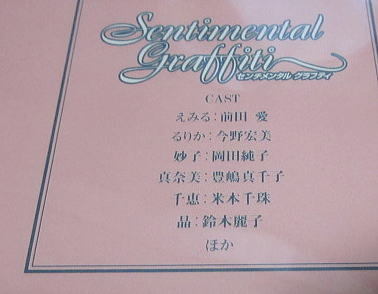 Sentimental
Graffiti
センチメンタル グラフティ
CAST
えみる:前田 愛
るりか:今野宏美
妙子:岡田純子
真奈美:豊嶋真千子
千恵:米本千珠
晶:鈴木麗子
ほか